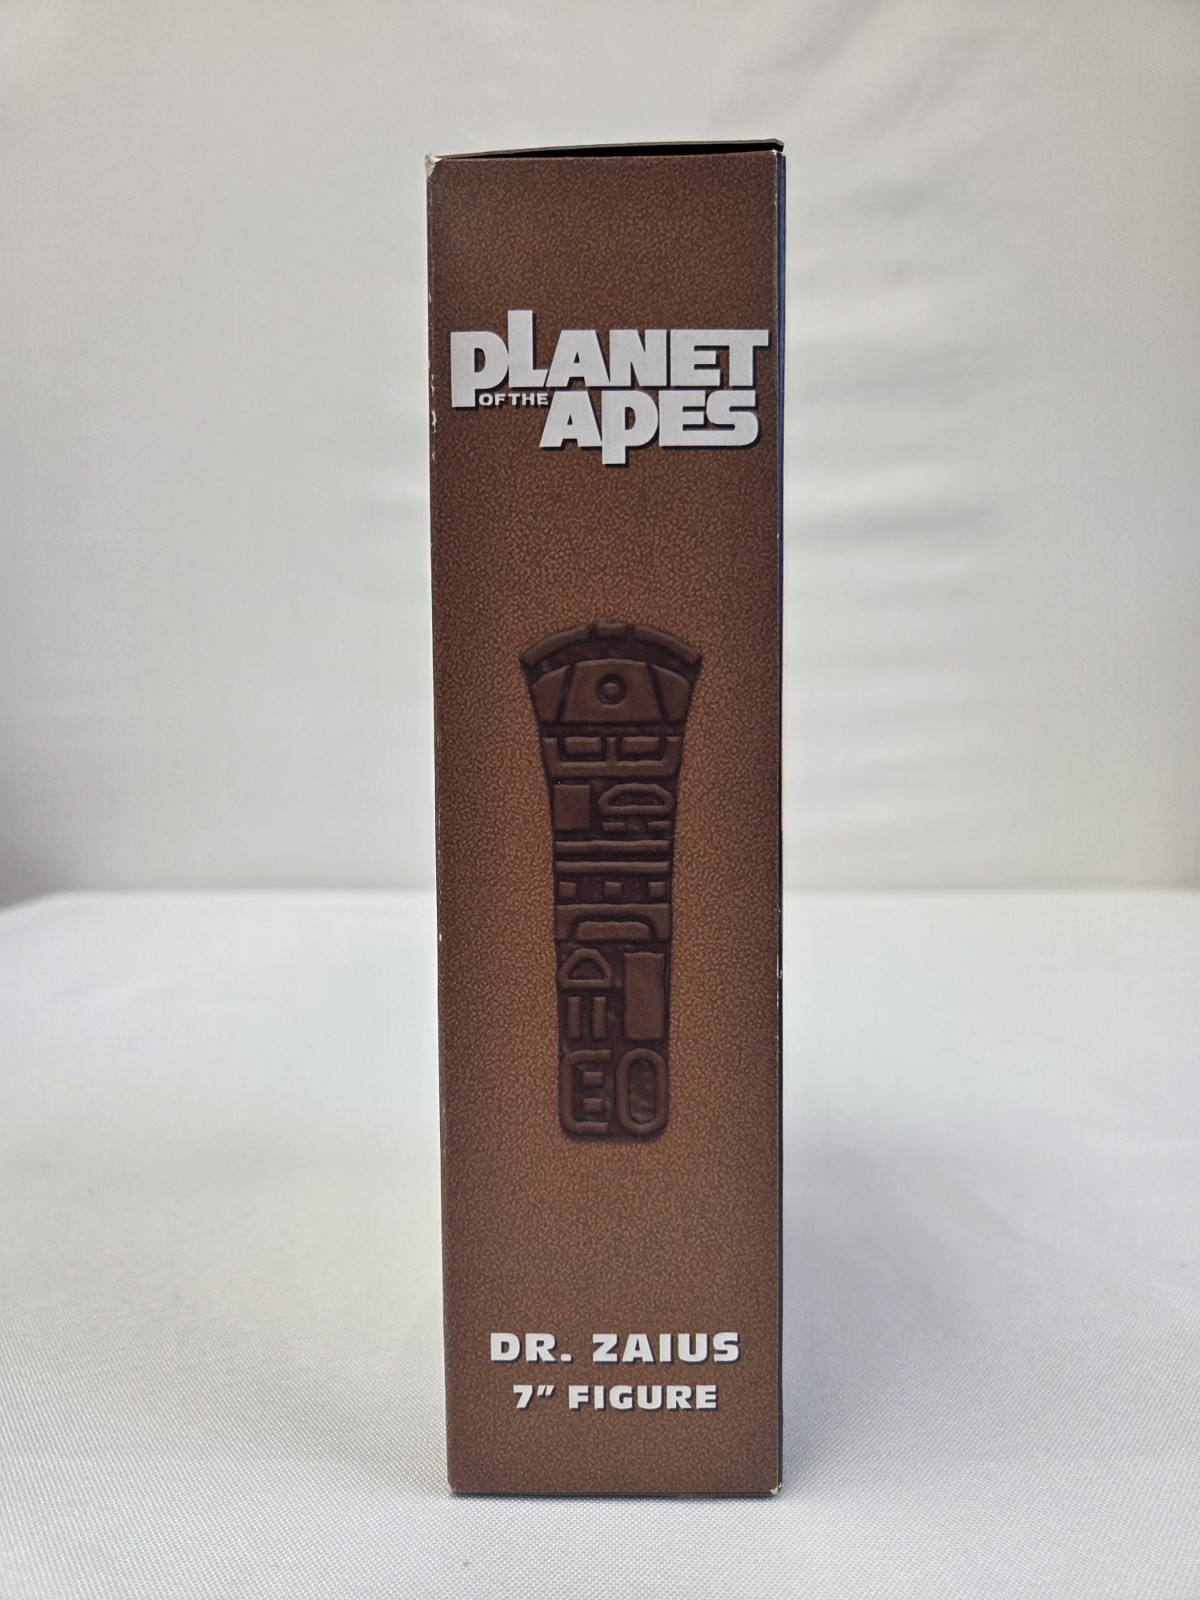 PLANET
OF THE
APES
DR. ZAIUS
7" FIGURE